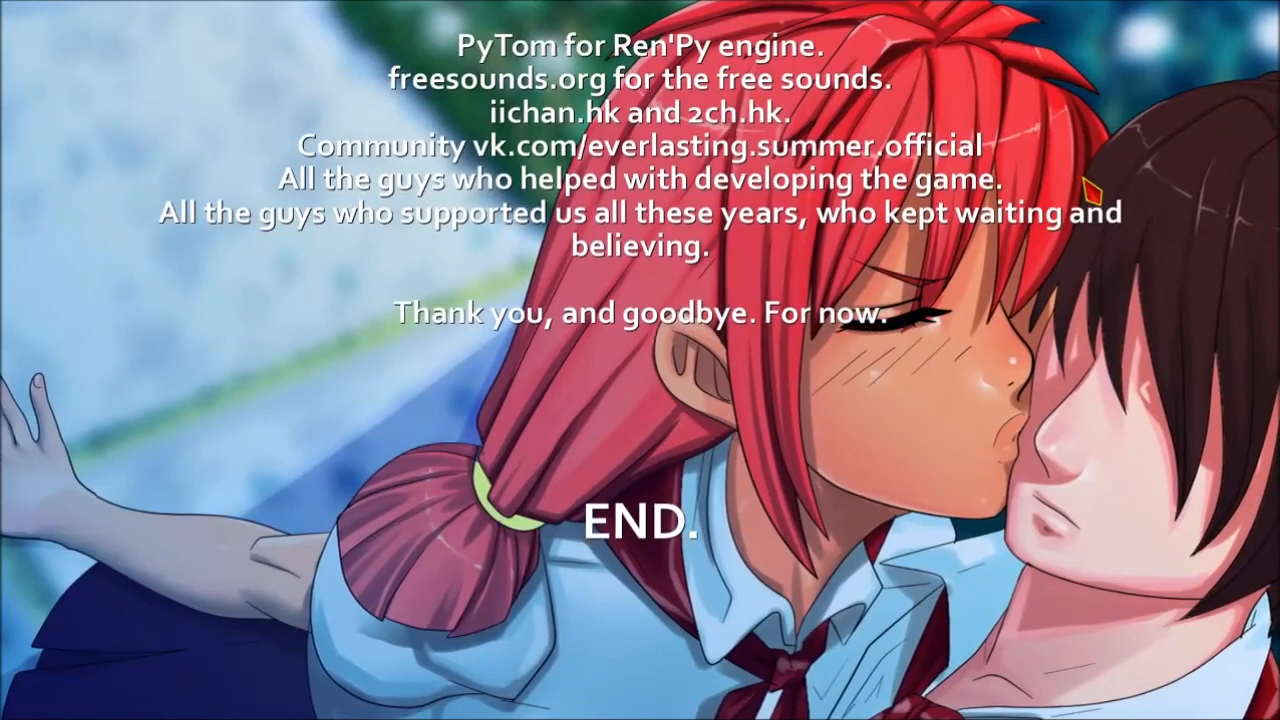 PyTom for Ren'Py engine.
freesounds.org for the free sounds.
iichan.hk and 2ch.hk.
Community vk.com/everlasting.summer.official
All the guys who helped with developing the game.
All the guys who supported us all these years, who kept waiting and
believing.
Thank you, and goodbye. For now.
END.